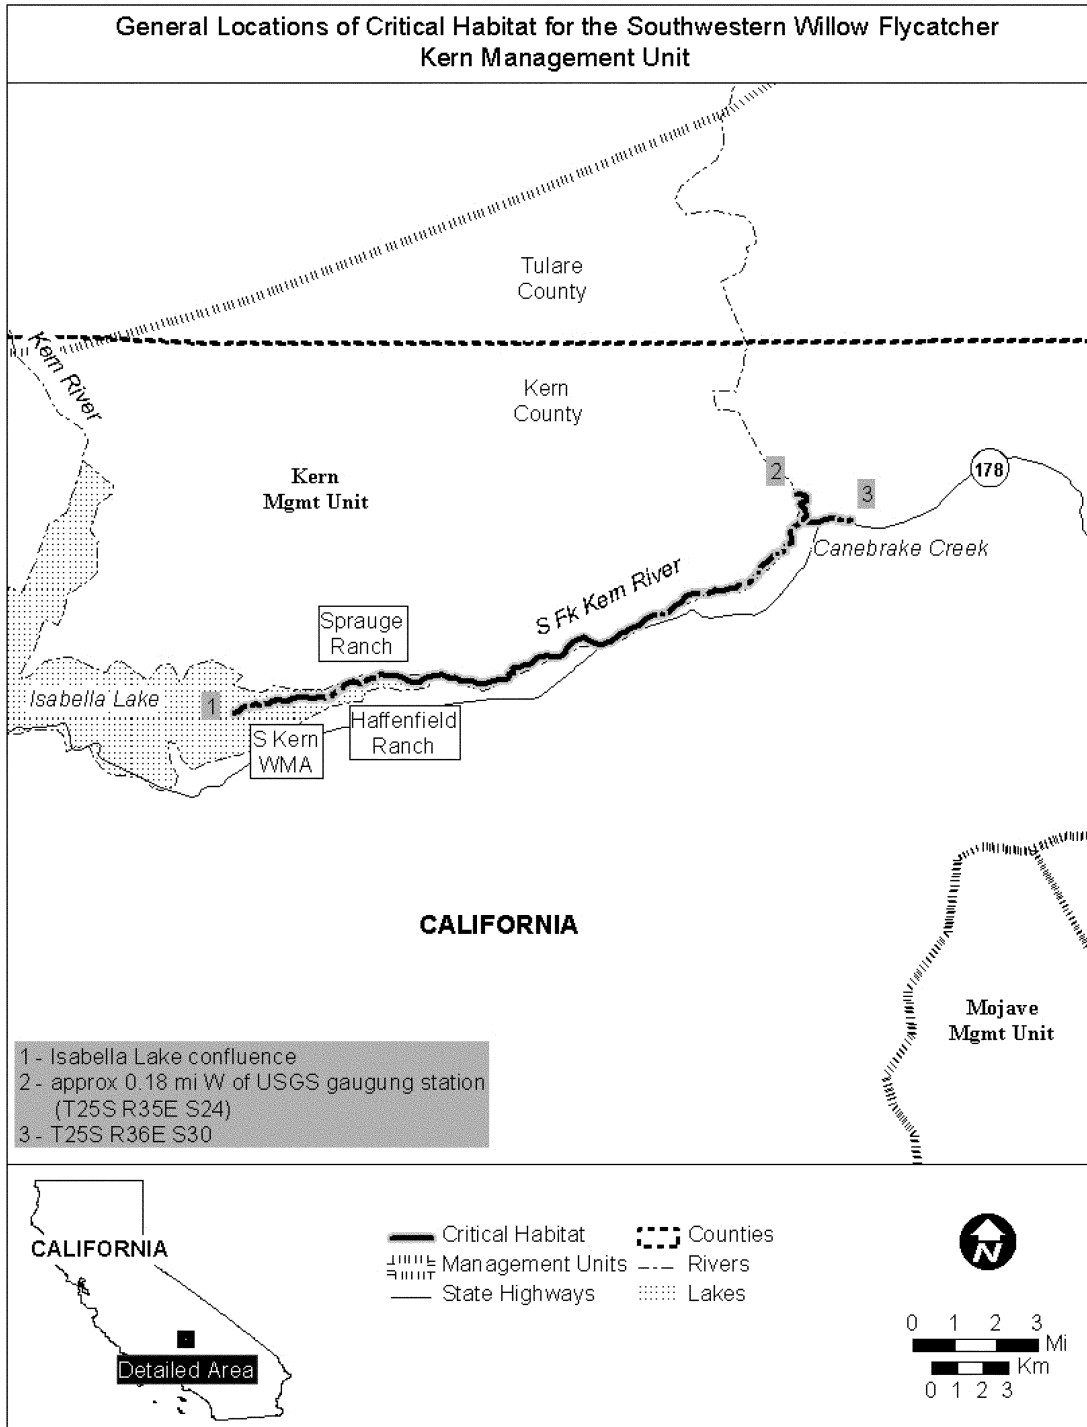 General Locations of Critical Habitat for the Southwestern Willow Flycatcher
Kern Management Unit
Tulare
County
Kern River
Kern
County
Kern
Mgmt Unit
2
3
178
Canebrake Creek
S Fk Kern River
Sprauge
Ranch
Isabella Lake
1
S Kern
WMA
Haffenfield
Ranch
CALIFORNIA
Mojave
Mgmt Unit
1 - Isabella Lake confluence
2 - approx 0.18 mi W of USGS gaugung station
(T25S R35E S24)
3 - T25S R36E S30
CALIFORNIA
Detailed Area
Critical Habitat
Management Units
State Highways
Counties
Rivers
Lakes
N
0 1 2 3
Mi
Km
0 1 2 3